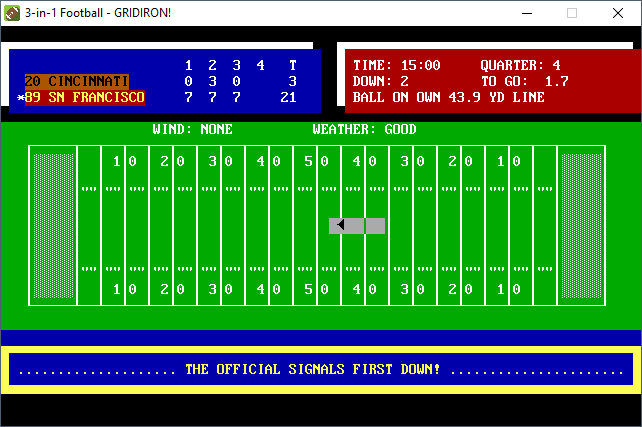 3-in-1 Football - GRIDIRON!
1 2 3 4 T
20 CINCINNATI 0 3 0 3
*89 SN FRANCISCO 7 7 7 21
TIME: 15:00 QUARTER: 4
DOWN: 2 TO GO: 1.7
BALL ON OWN 43.9 YD LINE
WIND: NONE WEATHER: GOOD
10 20 30 40 50 40 30 20 10
10 20 30 40 50 40 30 20 10
.................... THE OFFICIAL SIGNALS FIRST DOWN! ......................